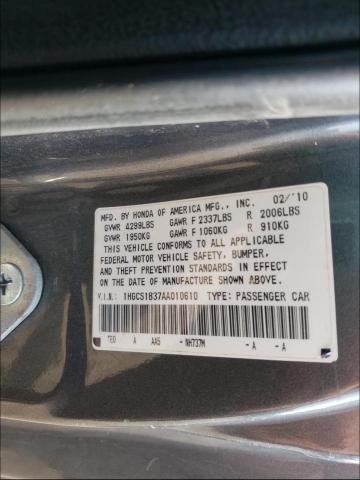 MFD. BY HONDA OF AMERICA MFG., INC. 02/'10
GVWR 4299LBS GAWR F 2337LBS R 2006LBS
GVWR 1950KG GAWR F 1060KG R 910KG
THIS VEHICLE CONFORMS TO ALL APPLICABLE
FEDERAL MOTOR VEHICLE SAFETY, BUMPER,
AND THEFT PREVENTION STANDARDS IN EFFECT
ON THE DATE OF MANUFACTURE SHOWN ABOVE.
V.I.N.: 1HGCS1B37AA010610 TYPE: PASSENGER CAR
TE0 A AA5 - NH737M - A - A